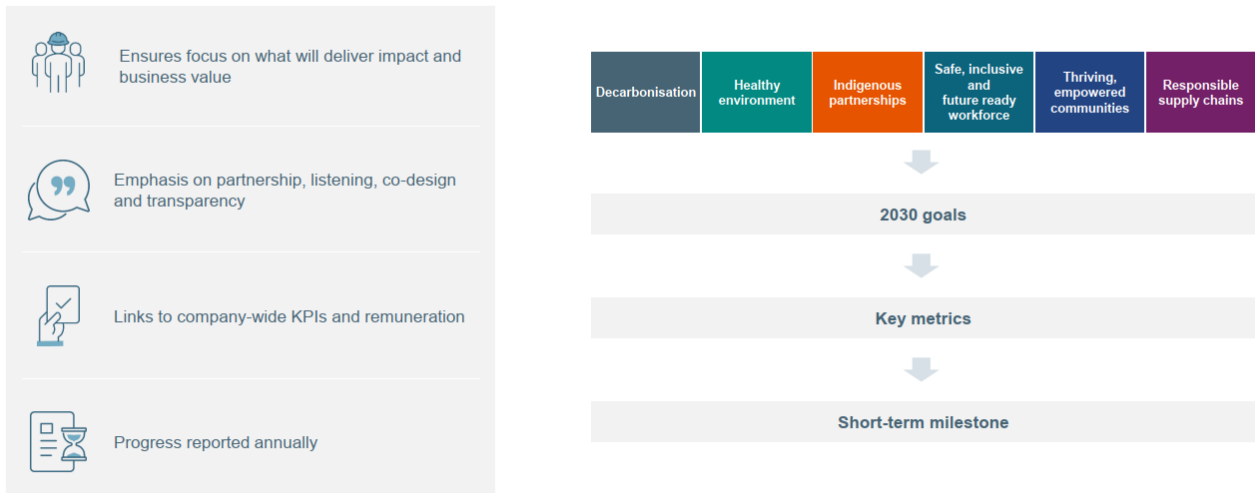 Ensures focus on what will deliver impact and
business value
Emphasis on partnership, listening, co-design
and transparency
Links to company-wide KPIs and remuneration
Progress reported annually
Decarbonisation
Healthy
environment
Indigenous
partnerships
Safe, inclusive
and
future ready
workforce
Thriving,
empowered
communities
Responsible
supply chains
2030 goals
Key metrics
Short-term milestone